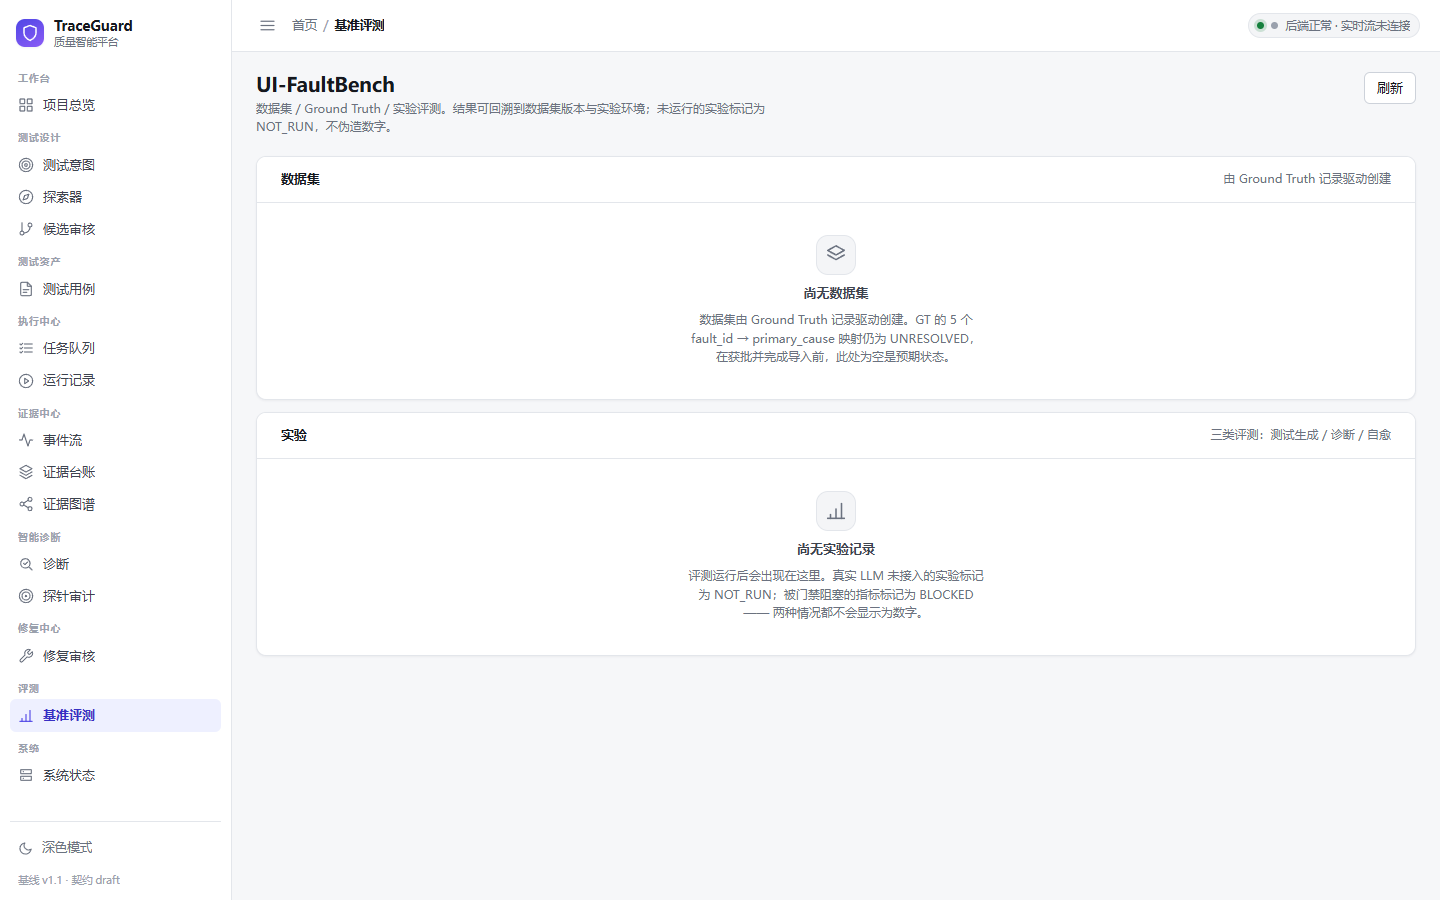 TraceGuard
质量智能平台
工作台
项目总览
测试设计
测试意图
探索器
候选审核
测试资产
测试用例
执行中心
任务队列
运行记录
证据中心
事件流
证据台账
证据图谱
智能诊断
诊断
探针审计
修复中心
修复审核
评测
基准评测
系统
系统状态
深色模式
基线 v1.1 · 契约 draft
首页 / 基准评测
后端正常 · 实时流未连接
UI-FaultBench
数据集 / Ground Truth / 实验评测。结果可回溯到数据集版本与实验环境；未运行的实验标记为
NOT_RUN，不伪造数字。
刷新
数据集
由 Ground Truth 记录驱动创建
尚无数据集
数据集由 Ground Truth 记录驱动创建。GT 的 5 个
fault_id → primary_cause 映射仍为 UNRESOLVED，
在获批并完成导入前，此处为空是预期状态。
实验
三类评测：测试生成 / 诊断 / 自愈
尚无实验记录
评测运行后会出现在这里。真实 LLM 未接入的实验标记
为 NOT_RUN；被门禁阻塞的指标标记为 BLOCKED
—— 两种情况都不会显示为数字。